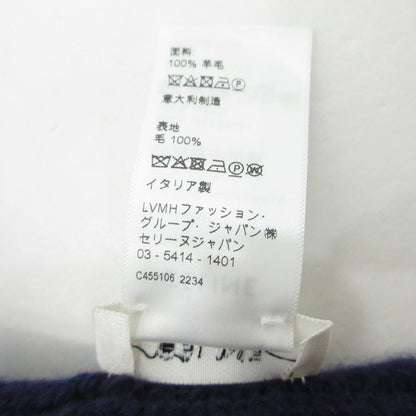 面料:
100% 羊毛
意大利制造
表地
毛 100%
イタリア製
LVMHファッション・
グループ・ジャパン㈱
セリーヌジャパン
03 - 5414 - 1401
C455106 2234